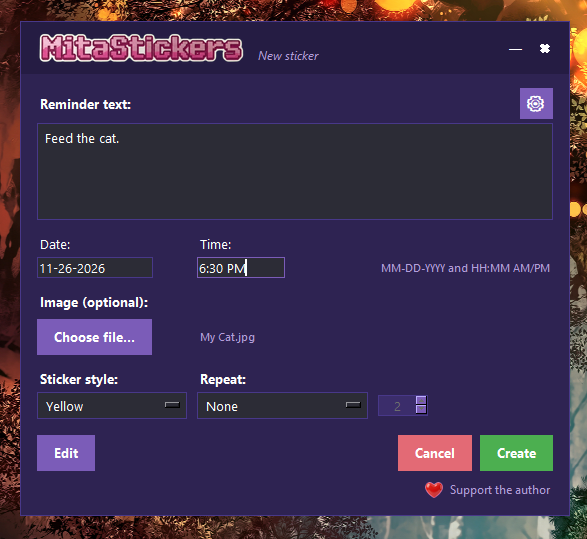 MitaStickers New sticker
Reminder text:
Feed the cat.
Date: Time:
11-26-2026 6:30 PM MM-DD-YYYY and HH:MM AM/PM
Image (optional):
Choose file... My Cat.jpg
Sticker style: Repeat:
Yellow None 2
Edit Cancel Create
Support the author